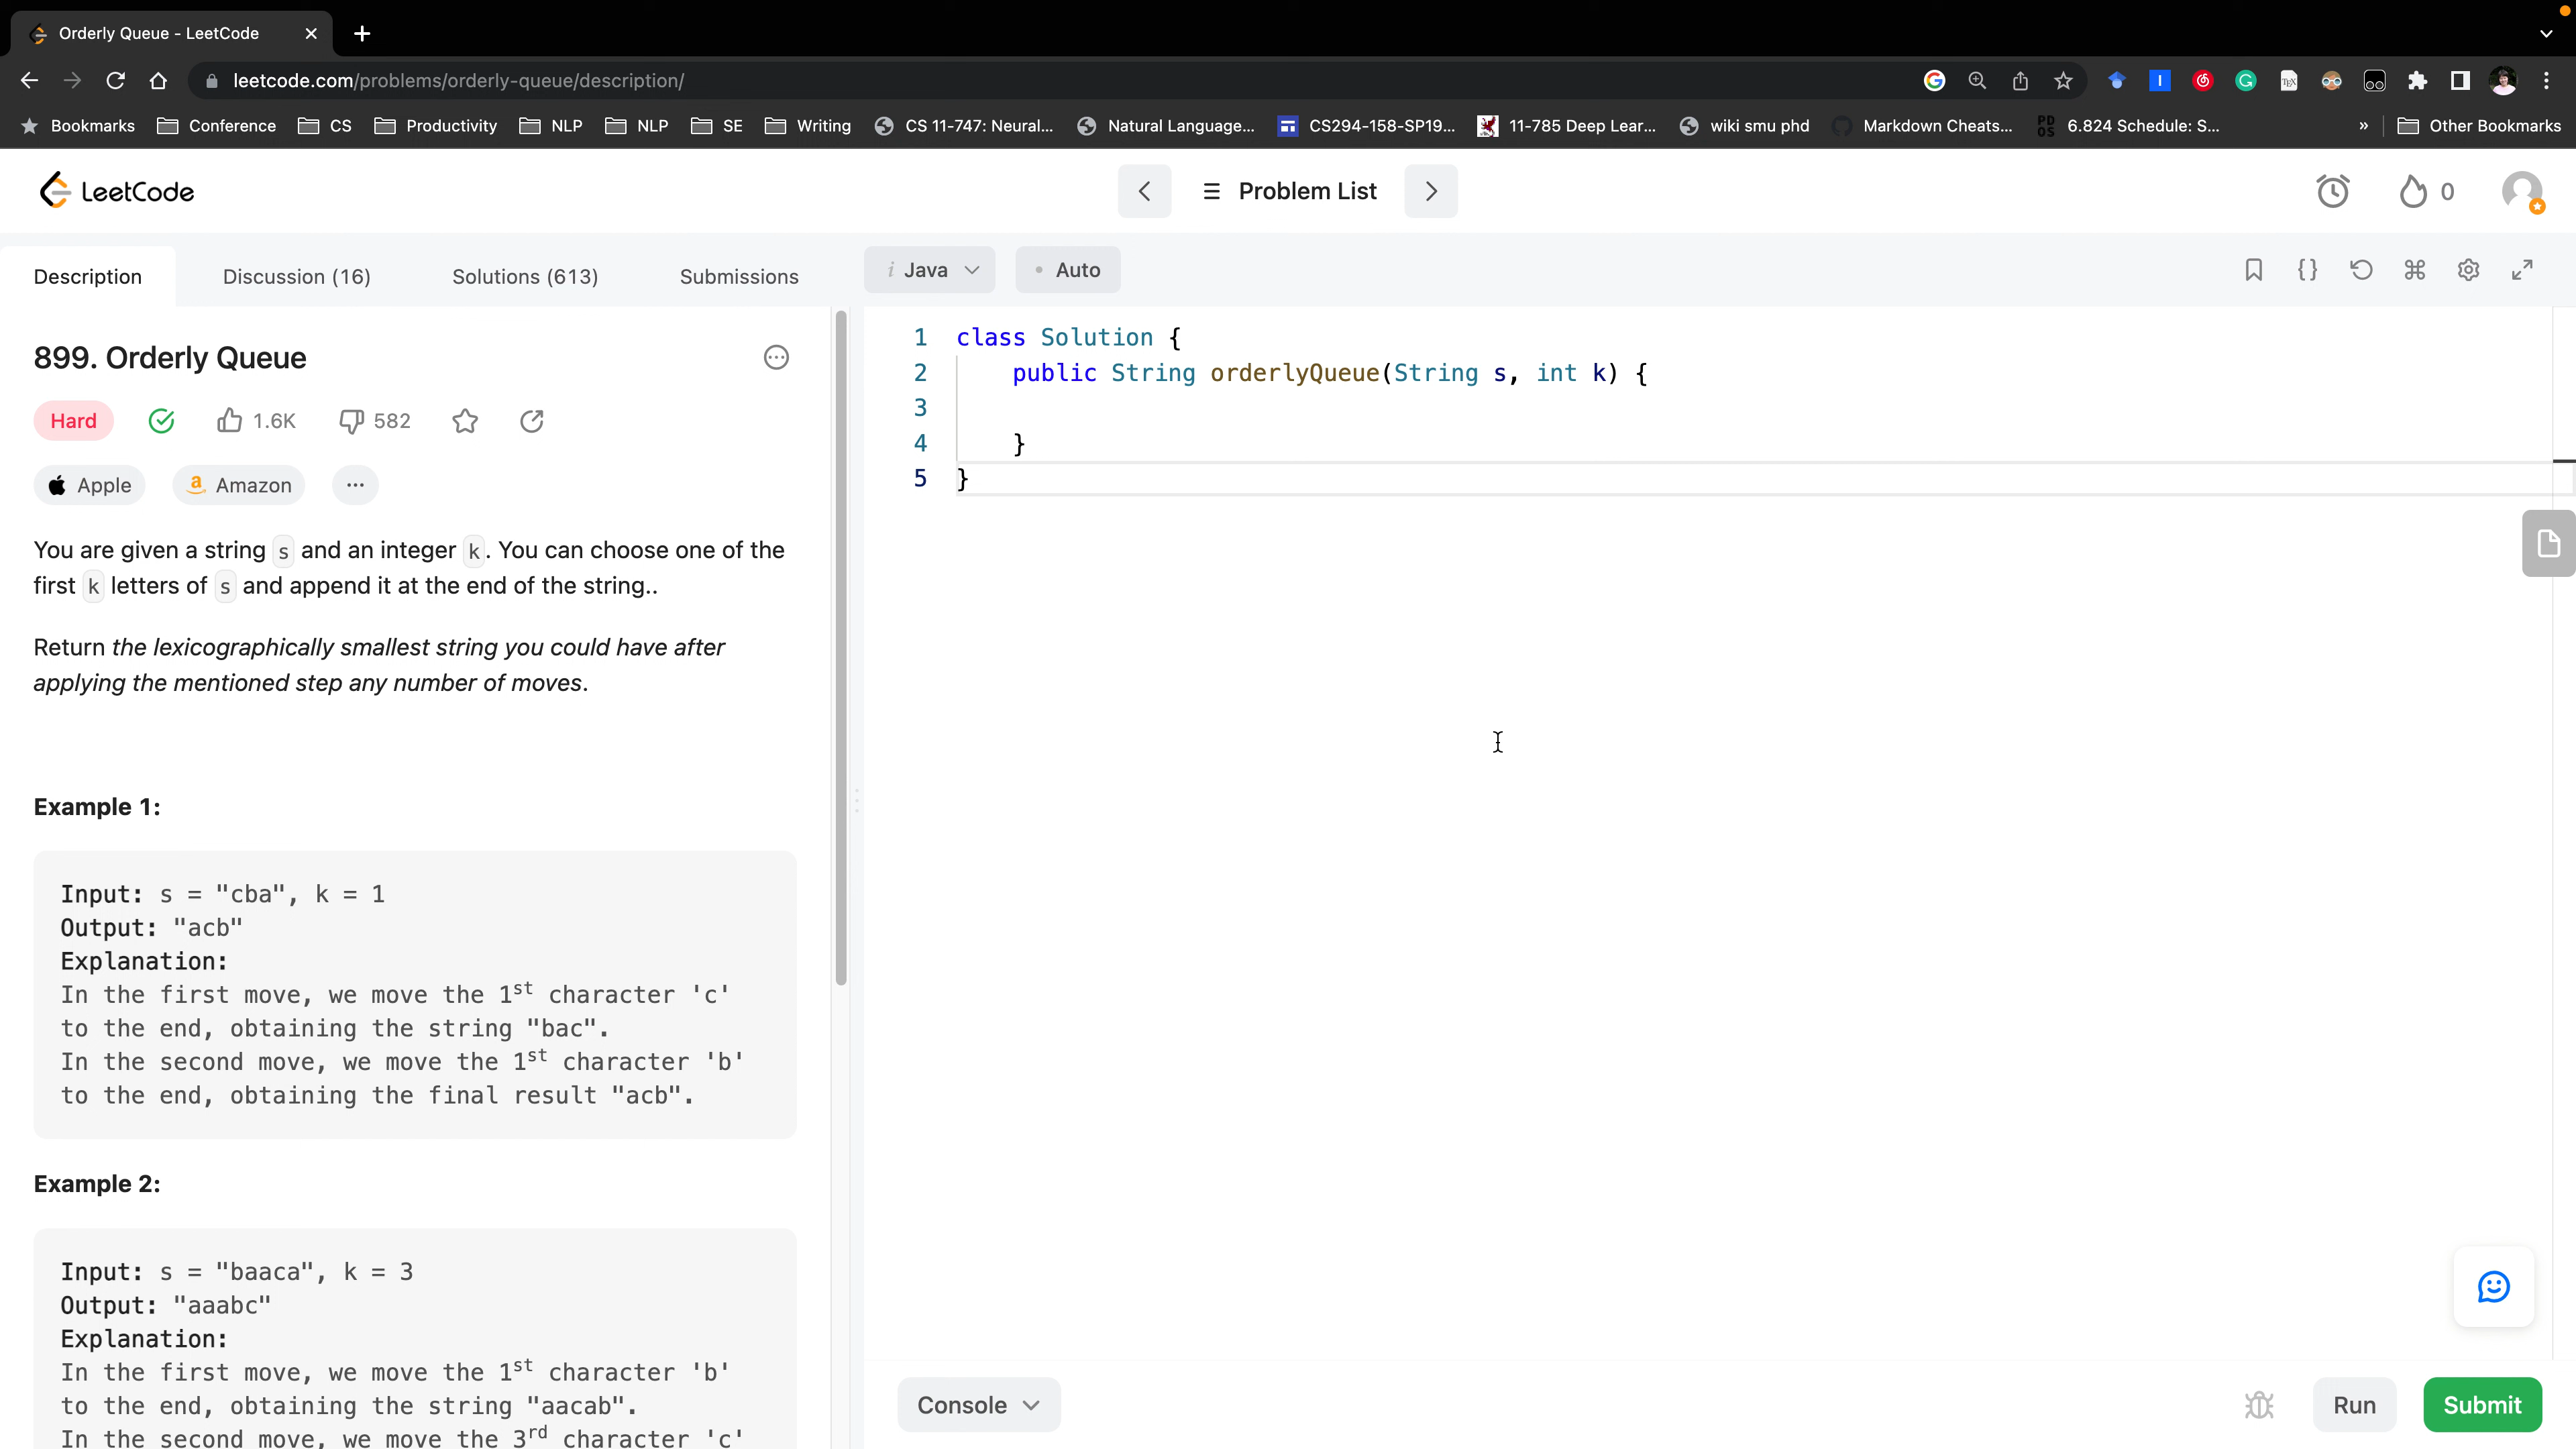 Orderly Queue - LeetCode
leetcode.com/problems/orderly-queue/description/
Bookmarks Conference CS Productivity NLP NLP SE Writing CS 11-747: Neural... Natural Language... CS294-158-SP19... 11-785 Deep Lear... wiki smu phd Markdown Cheats... 6.824 Schedule: S... » Other Bookmarks
LeetCode
Problem List
0
Description Discussion (16) Solutions (613) Submissions
i Java • Auto
899. Orderly Queue
Hard 1.6K 582
Apple Amazon ...
You are given a string s and an integer k. You can choose one of the
first k letters of s and append it at the end of the string..
Return the lexicographically smallest string you could have after
applying the mentioned step any number of moves.
Example 1:
Input: s = "cba", k = 1
Output: "acb"
Explanation:
In the first move, we move the 1st character 'c'
to the end, obtaining the string "bac".
In the second move, we move the 1st character 'b'
to the end, obtaining the final result "acb".
Example 2:
Input: s = "baaca", k = 3
Output: "aaabc"
Explanation:
In the first move, we move the 1st character 'b'
to the end, obtaining the string "aacab".
In the second move, we move the 3rd character 'c'
1 class Solution {
2 public String orderlyQueue(String s, int k) {
3
4 }
5 }
Console
Run
Submit